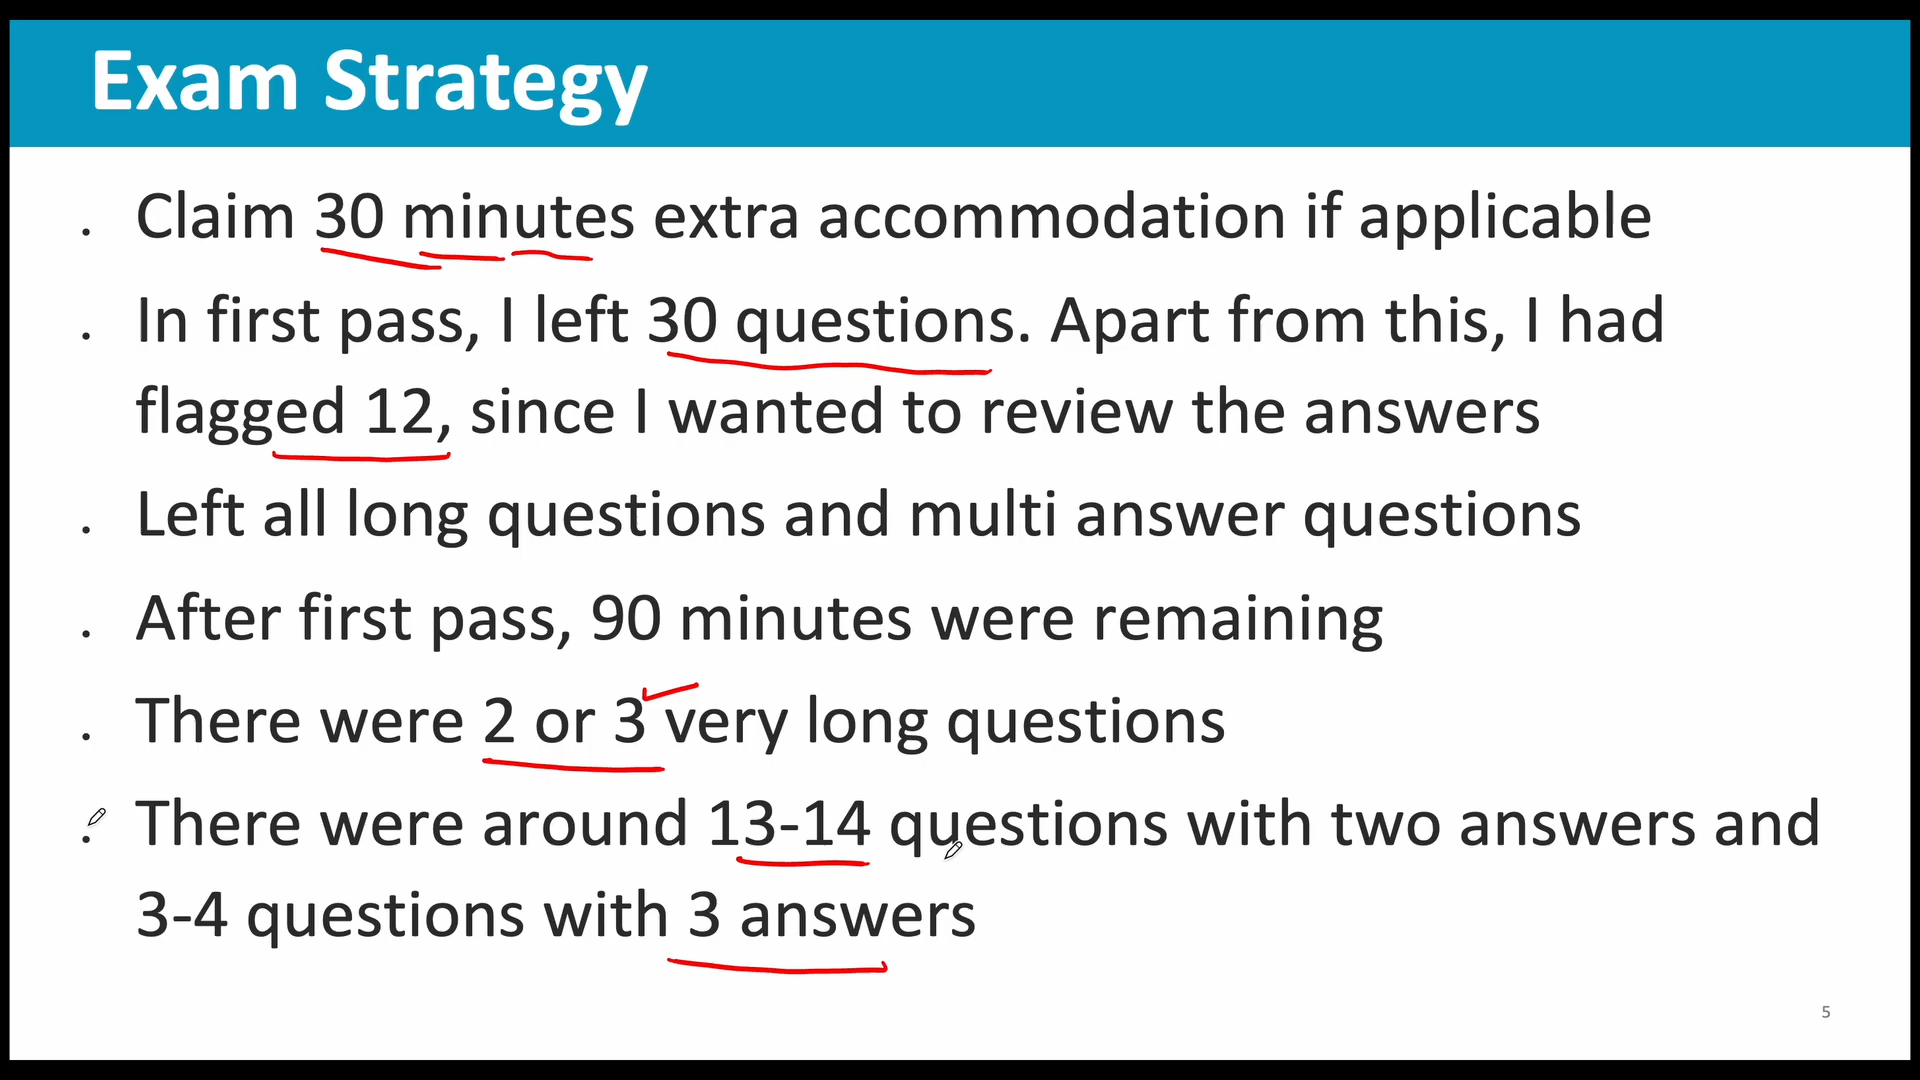 Exam Strategy
. Claim 30 minutes extra accommodation if applicable
. In first pass, I left 30 questions. Apart from this, I had
flagged 12, since I wanted to review the answers
. Left all long questions and multi answer questions
. After first pass, 90 minutes were remaining
. There were 2 or 3 very long questions
. There were around 13-14 questions with two answers and
3-4 questions with 3 answers
5